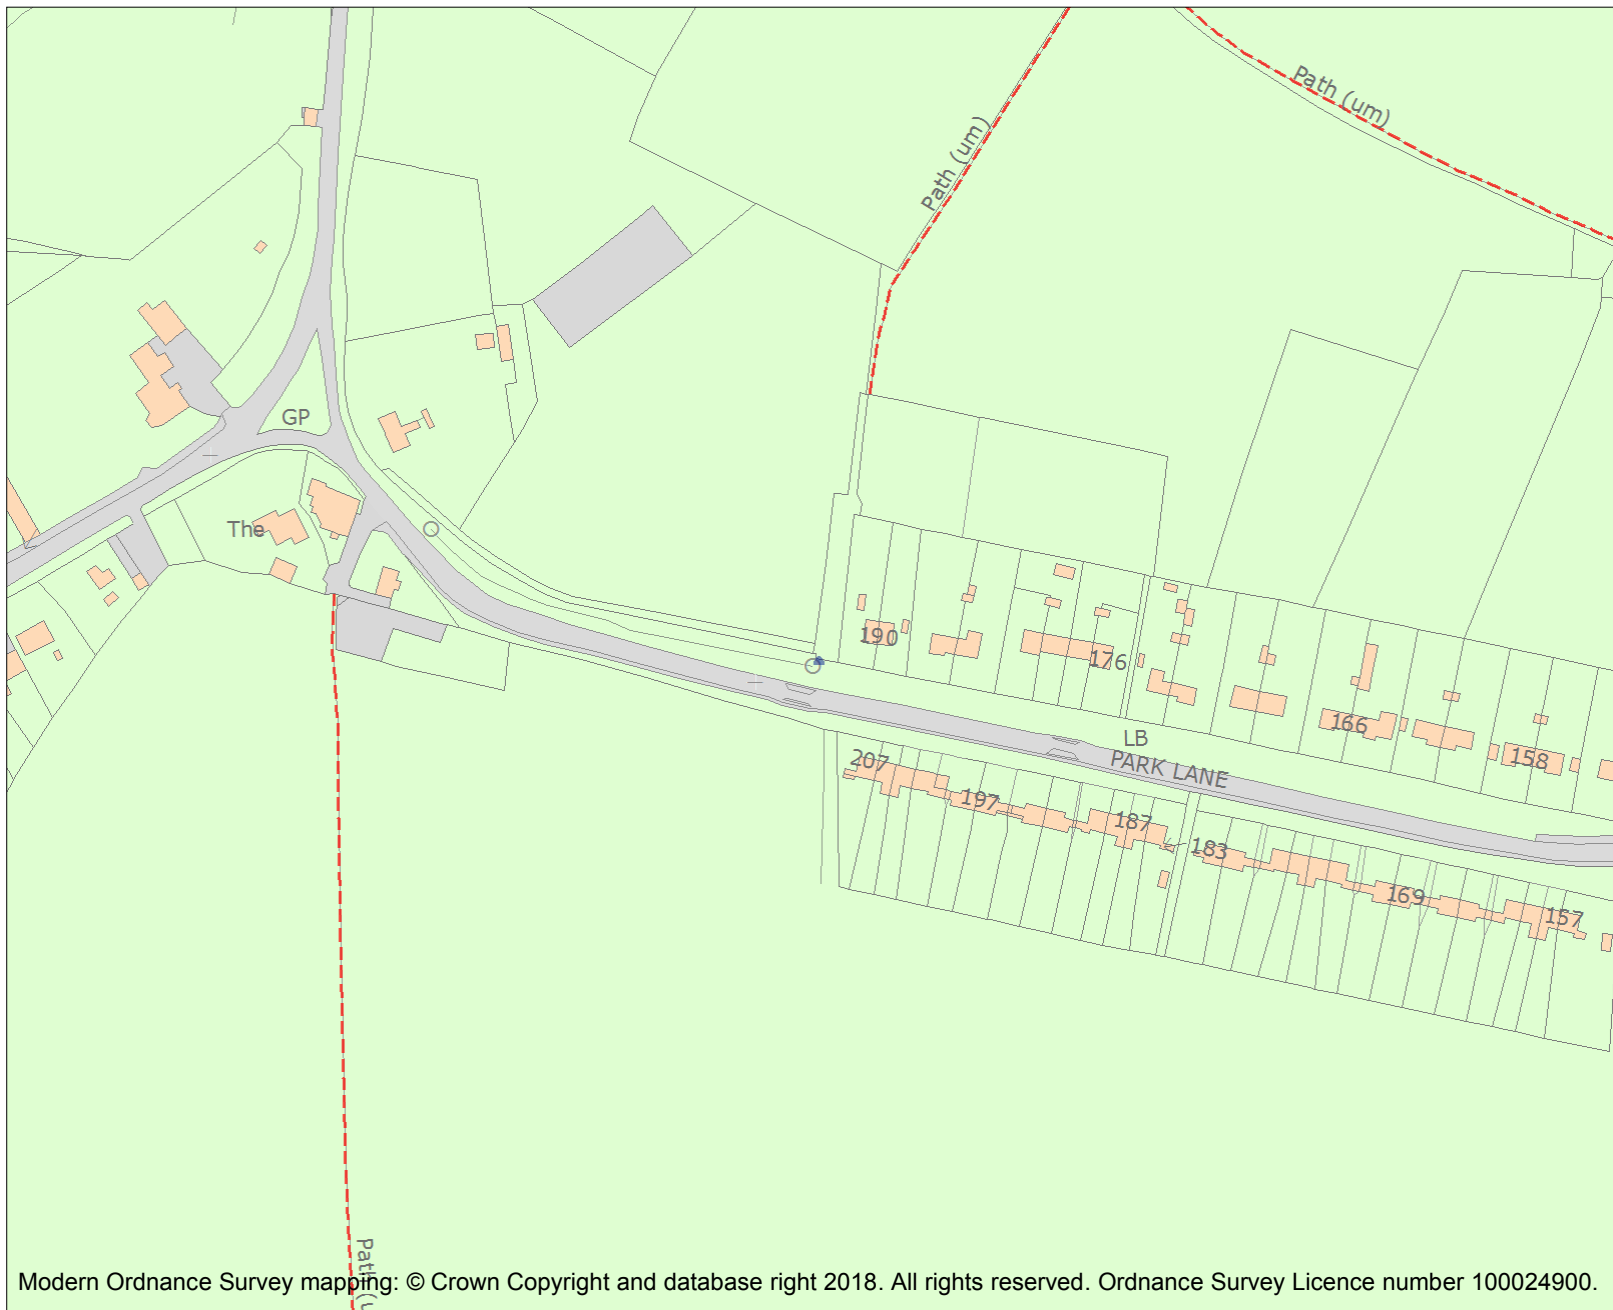 Path (um)
Path (um)
GP
The
190
176
166
158
LB
PARK LANE
207
197
187
183
169
157
Path (u
Modern Ordnance Survey mapping: © Crown Copyright and database right 2018. All rights reserved. Ordnance Survey Licence number 100024900.